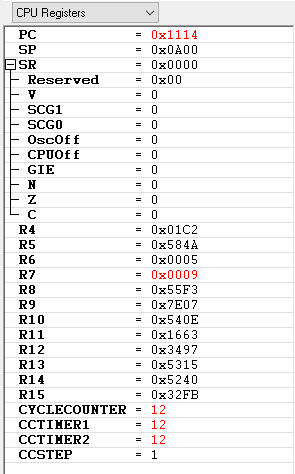 CPU Registers
PC = 0x1114
SP = 0x0A00
SR = 0x0000
Reserved = 0x00
V = 0
SCG1 = 0
SCG0 = 0
OscOff = 0
CPUOff = 0
GIE = 0
N = 0
Z = 0
C = 0
R4 = 0x01C2
R5 = 0x584A
R6 = 0x0005
R7 = 0x0009
R8 = 0x55F3
R9 = 0x7E07
R10 = 0x540E
R11 = 0x1663
R12 = 0x3497
R13 = 0x5315
R14 = 0x5240
R15 = 0x32FB
CYCLECOUNTER = 12
CCTIMER1 = 12
CCTIMER2 = 12
CCSTEP = 1